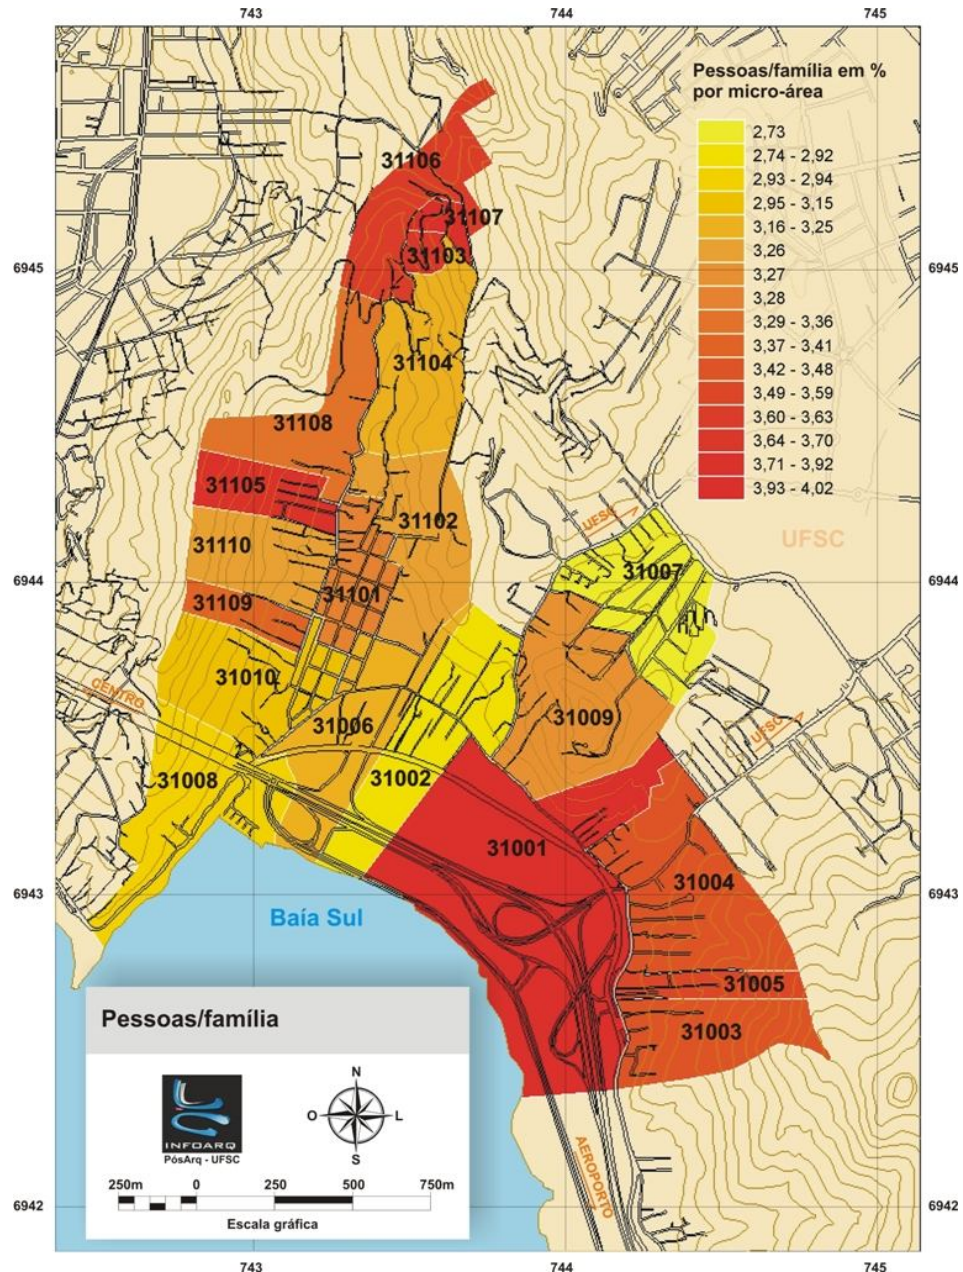 743
744
745
Pessoas/família em %
por micro-área
2,73
2,74 - 2,92
2,93 - 2,94
2,95 - 3,15
3,16 - 3,25
3,26
3,27
3,28
3,29 - 3,36
3,37 - 3,41
3,42 - 3,48
3,49 - 3,59
3,60 - 3,63
3,64 - 3,70
3,71 - 3,92
3,93 - 4,02
31106
31107
31103
6945
6945
31104
31108
31105
31102
UFSC
31110
UFSC
31007
6944
6944
31109
31101
31010
CENTRO
31006
31009
UFSC
31008
31002
31001
31004
6943
6943
Baía Sul
31005
31003
Pessoas/família
N
O
L
S
INFOARQ
PósArq - UFSC
250m
0
250
500
750m
Escala gráfica
AEROPORTO
6942
6942
743
744
745